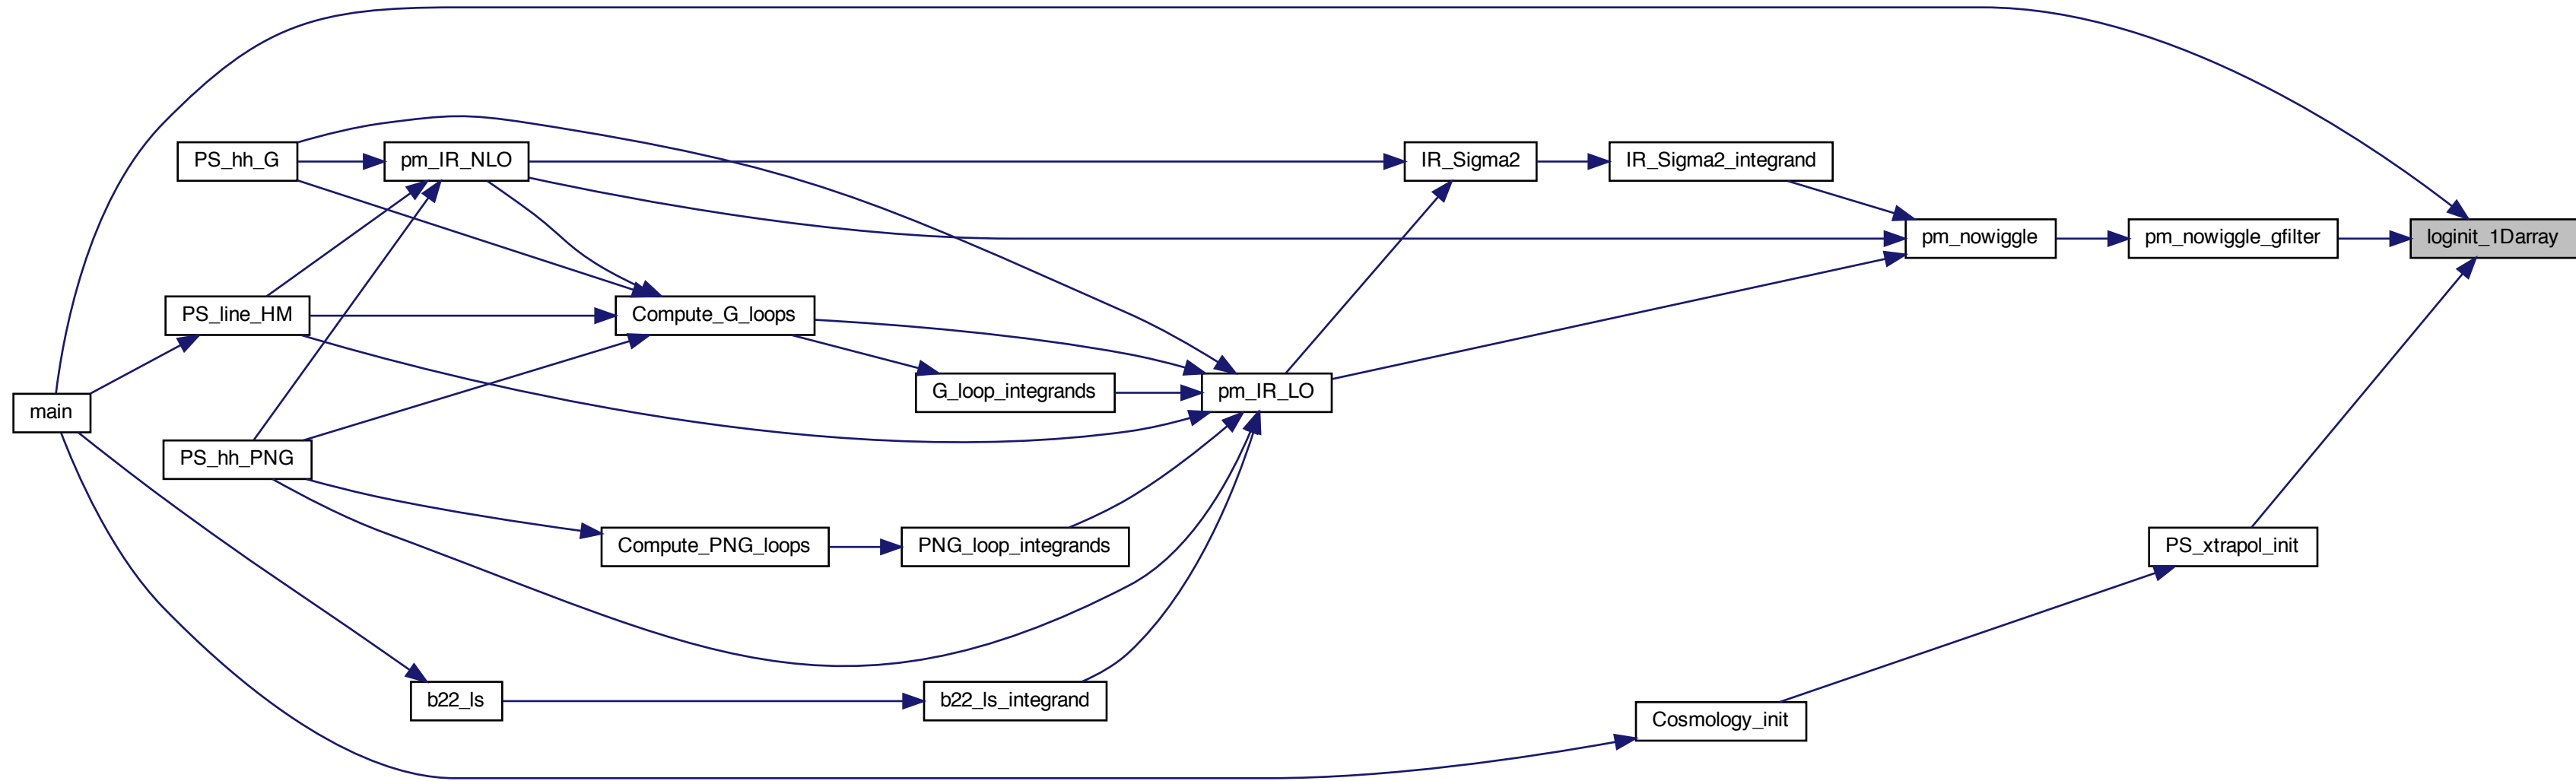 PS_hh_G
pm_IR_NLO
IR_Sigma2
IR_Sigma2_integrand
pm_nowiggle
pm_nowiggle_gfilter
loginit_1Darray
PS_line_HM
Compute_G_loops
G_loop_integrands
pm_IR_LO
main
PS_hh_PNG
Compute_PNG_loops
PNG_loop_integrands
PS_xtrapol_init
b22_ls
b22_ls_integrand
Cosmology_init